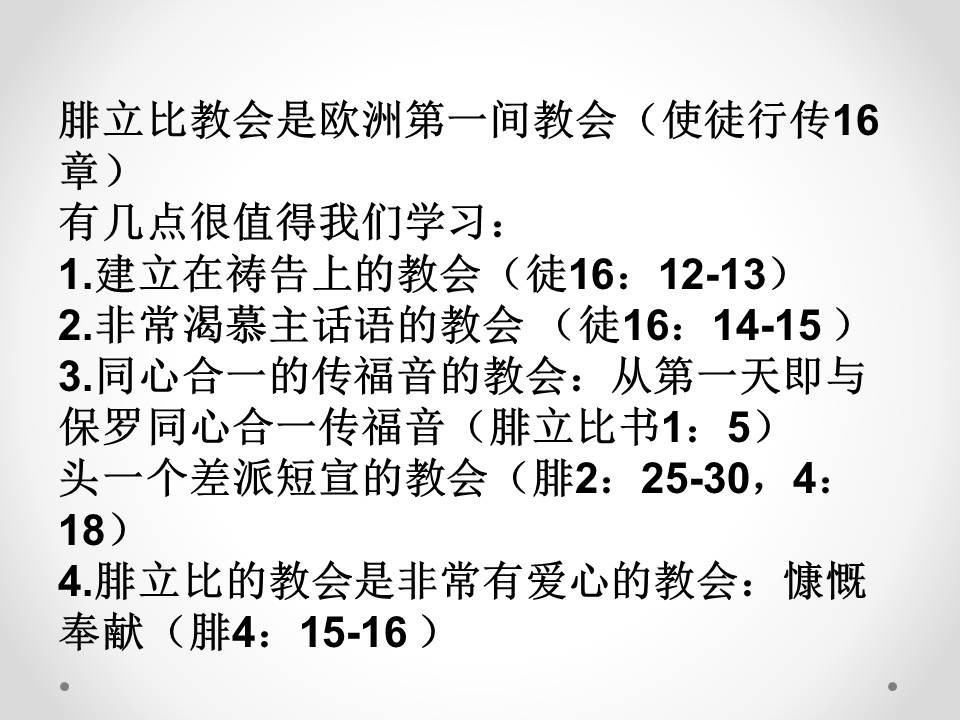 腓立比教会是欧洲第一间教会（使徒行传16
章）
有几点很值得我们学习：
1.建立在祷告上的教会（徒16：12-13）
2.非常渴慕主话语的教会 （徒16：14-15 ）
3.同心合一的传福音的教会：从第一天即与
保罗同心合一传福音（腓立比书1：5）
头一个差派短宣的教会（腓2：25-30，4：
18）
4.腓立比的教会是非常有爱心的教会：慷慨
奉献（腓4：15-16 ）